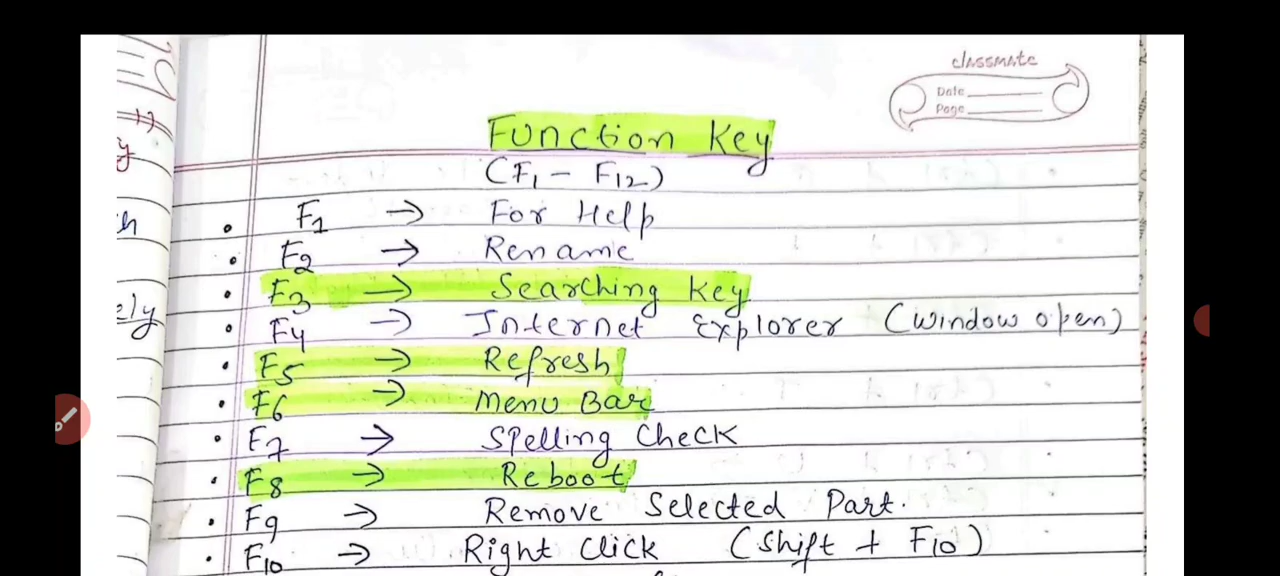 classmate
Date
Page
Function Key
(F1 - F12)
F1 → For Help
F2 → Rename
F3 → Searching Key
F4 → Internet Explorer (Window open)
F5 → Refresh
F6 → Menu Bar
F7 → Spelling Check
F8 → Reboot
F9 → Remove Selected Part.
F10 → Right Click (Shift + F10)